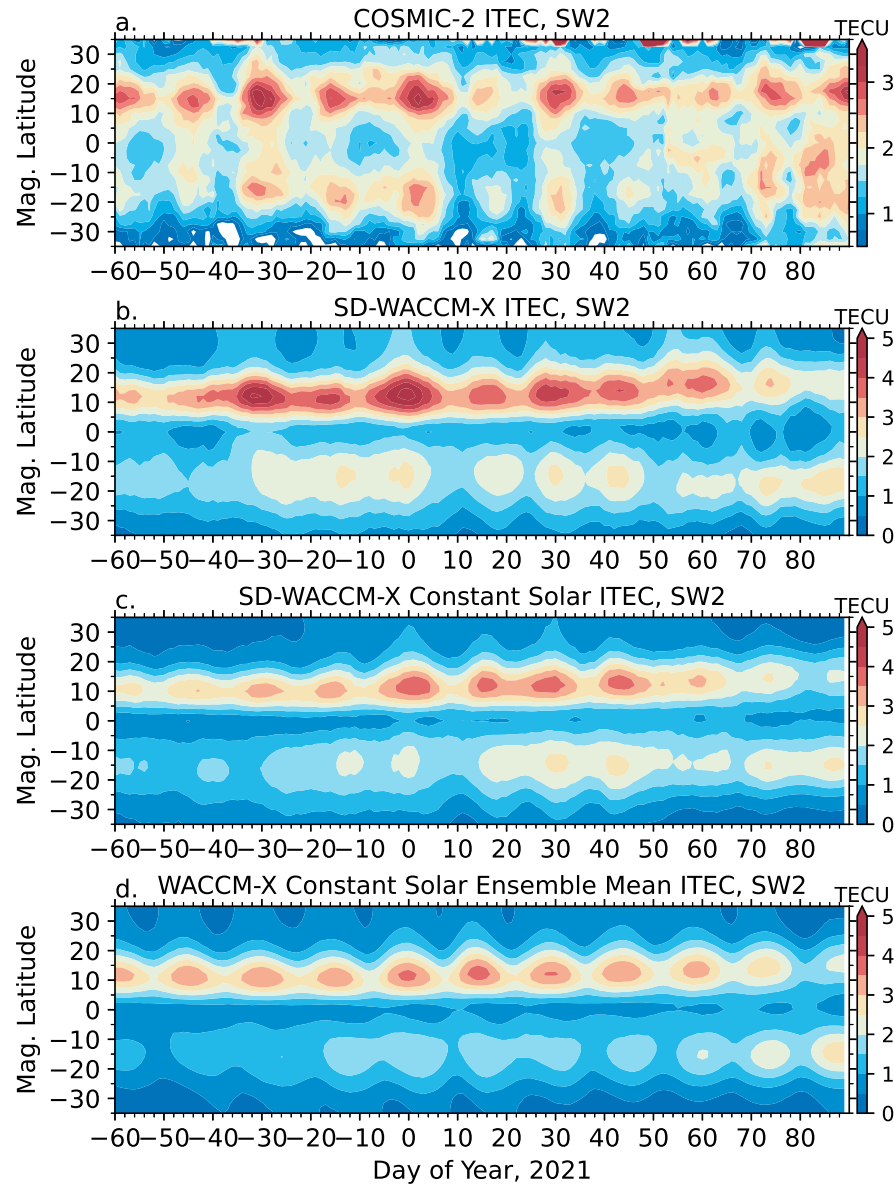 a.
COSMIC-2 ITEC, SW2
TECU
Mag. Latitude
30
20
10
0
−10
−20
−30
3
2
1
−60−50−40−30−20−10 0 10 20 30 40 50 60 70 80
b.
SD-WACCM-X ITEC, SW2
TECU
Mag. Latitude
30
20
10
0
−10
−20
−30
5
4
3
2
1
0
−60−50−40−30−20−10 0 10 20 30 40 50 60 70 80
c.
SD-WACCM-X Constant Solar ITEC, SW2
TECU
Mag. Latitude
30
20
10
0
−10
−20
−30
5
4
3
2
1
0
−60−50−40−30−20−10 0 10 20 30 40 50 60 70 80
d.
WACCM-X Constant Solar Ensemble Mean ITEC, SW2
TECU
Mag. Latitude
30
20
10
0
−10
−20
−30
5
4
3
2
1
0
−60−50−40−30−20−10 0 10 20 30 40 50 60 70 80
Day of Year, 2021